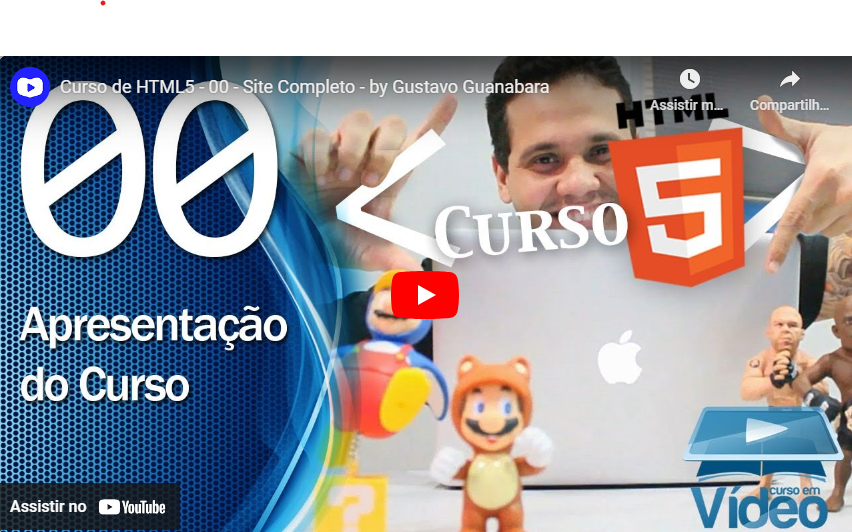 Curso de HTML5 - 00 - Site Completo - by Gustavo Guanabara
Assistir m...
Compartilh...
HTML
00
<Curso 5>
Apresentação
do Curso
?
Assistir no YouTube
curso em
Vídeo